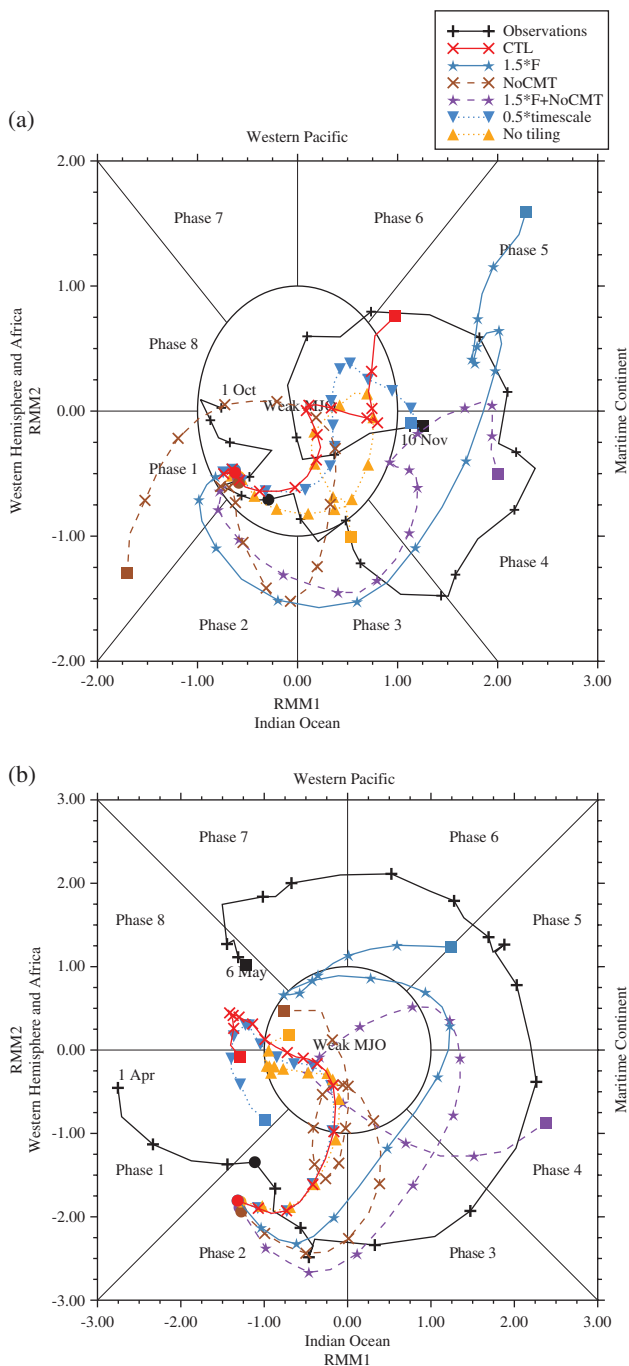 Observations
CTL
1.5*F
NoCMT
1.5*F+NoCMT
0.5*timescale
No tiling
(a)
Western Pacific
2.00
Phase 7
Phase 6
Phase 5
1.00
Phase 8
1 Oct
Weak MJO
0.00
10 Nov
Western Hemisphere and Africa
RMM2
Maritime Continent
Phase 1
-1.00
Phase 4
Phase 2
Phase 3
-2.00
-2.00 -1.00 0.00 1.00 2.00 3.00
RMM1
Indian Ocean
(b)
Western Pacific
3.00
Phase 7
Phase 6
2.00
Phase 8
Phase 5
1.00
6 May
Weak MJO
0.00
RMM2
Western Hemisphere and Africa
Maritime Continent
1 Apr
-1.00
Phase 1
Phase 4
-2.00
Phase 2
Phase 3
-3.00
-3.00 -2.00 -1.00 0.00 1.00 2.00 3.00
Indian Ocean
RMM1